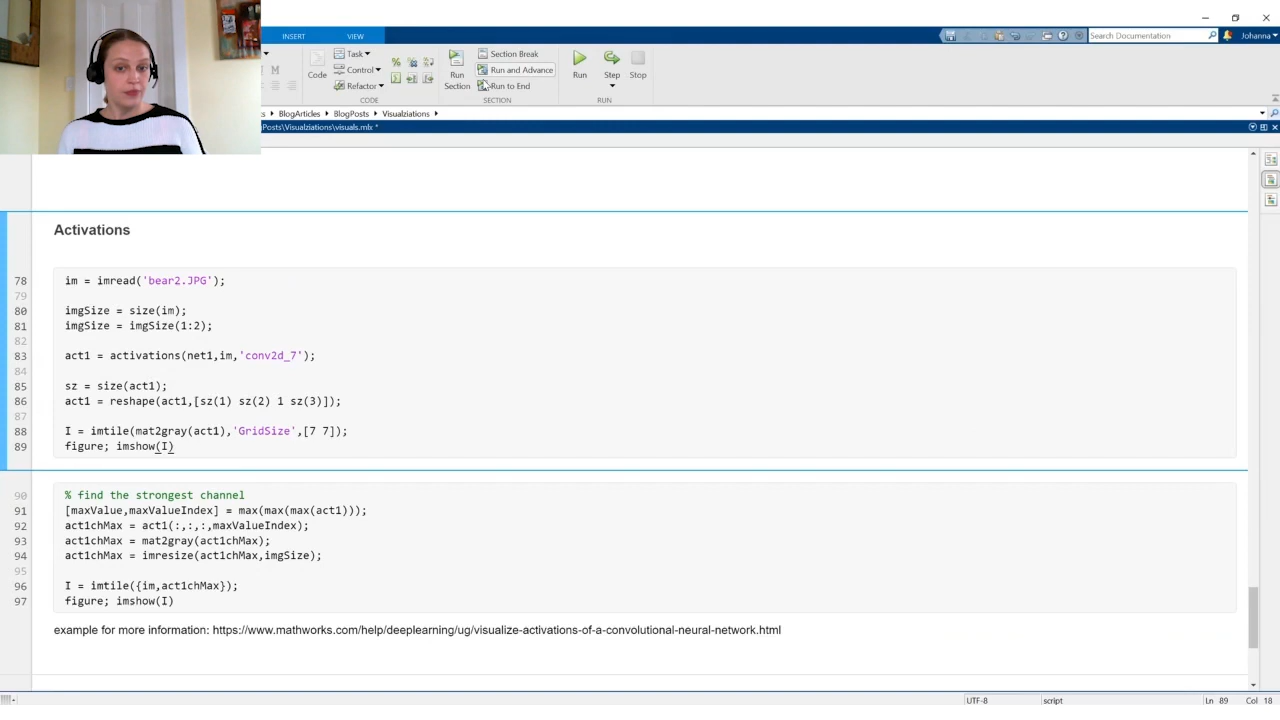 INSERT
VIEW
Search Documentation
Johanna
Task
Control
Refactor
Code
CODE
Run
Section
Section Break
Run and Advance
Run to End
SECTION
Run
Step
Stop
RUN
BlogArticles
BlogPosts
Visualziations
Posts\Visualziations\visuals.mlx *
Activations
78 im = imread('bear2.JPG');
79
80 imgSize = size(im);
81 imgSize = imgSize(1:2);
82
83 act1 = activations(net1,im,'conv2d_7');
84
85 sz = size(act1);
86 act1 = reshape(act1,[sz(1) sz(2) 1 sz(3)]);
87
88 I = imtile(mat2gray(act1),'GridSize',[7 7]);
89 figure; imshow(I)
90 % find the strongest channel
91 [maxValue,maxValueIndex] = max(max(max(act1)));
92 act1chMax = act1(:,:,:,maxValueIndex);
93 act1chMax = mat2gray(act1chMax);
94 act1chMax = imresize(act1chMax,imgSize);
95
96 I = imtile({im,act1chMax});
97 figure; imshow(I)
example for more information: https://www.mathworks.com/help/deeplearning/ug/visualize-activations-of-a-convolutional-neural-network.html
UTF-8
script
Ln 89 Col 18